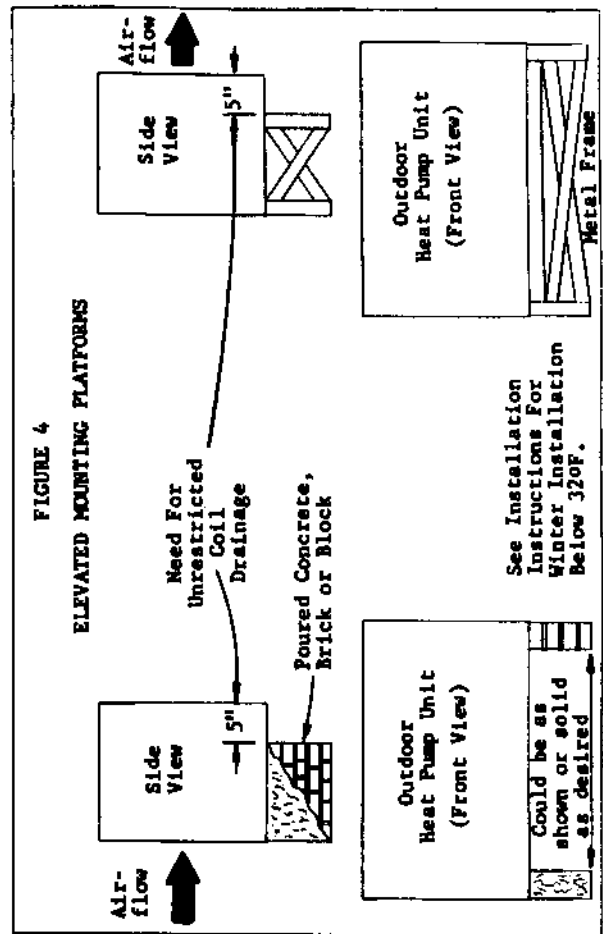 FIGURE 4
ELEVATED MOUNTING PLATFORMS
Air-
flow
Side
View
5"
Need For
Unrestricted
Coil
Drainage
Poured Concrete,
Brick or Block
Side
View
5"
Air-
flow
Outdoor
Heat Pump Unit
(Front View)
Could be as
shown or solid
as desired
See Installation
Instructions For
Winter Installation
Below 32ºF.
Outdoor
Heat Pump Unit
(Front View)
Metal Frame